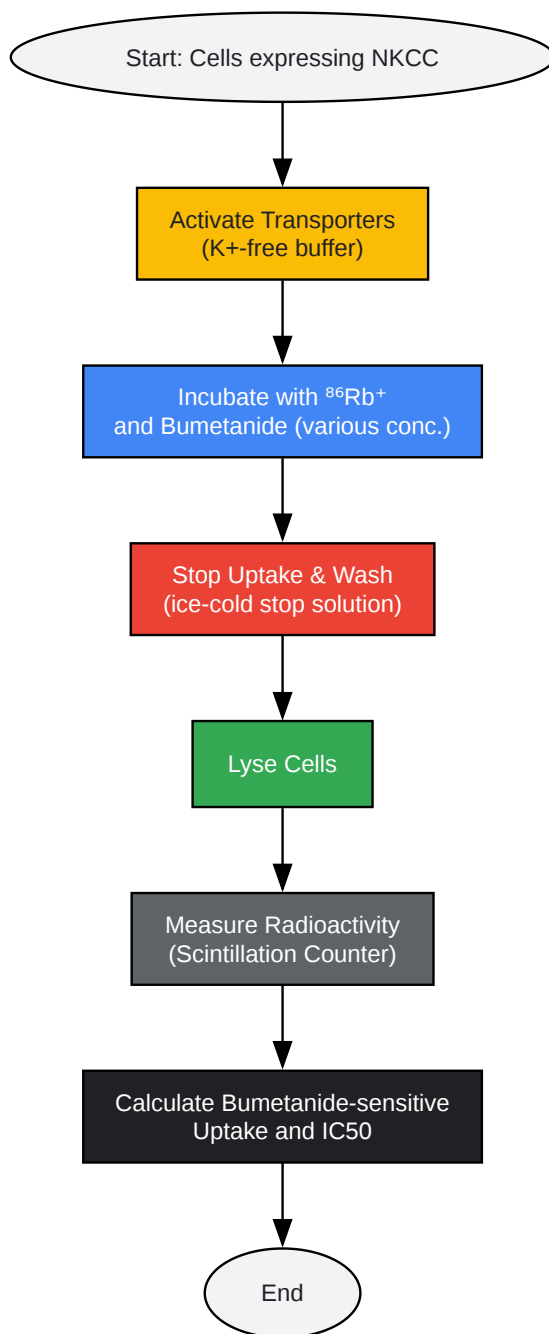 Start: Cells expressing NKCC
Activate Transporters
(K+-free buffer)
Incubate with ⁸⁶Rb⁺
and Bumetanide (various conc.)
Stop Uptake & Wash
(ice-cold stop solution)
Lyse Cells
Measure Radioactivity
(Scintillation Counter)
Calculate Bumetanide-sensitive
Uptake and IC50
End